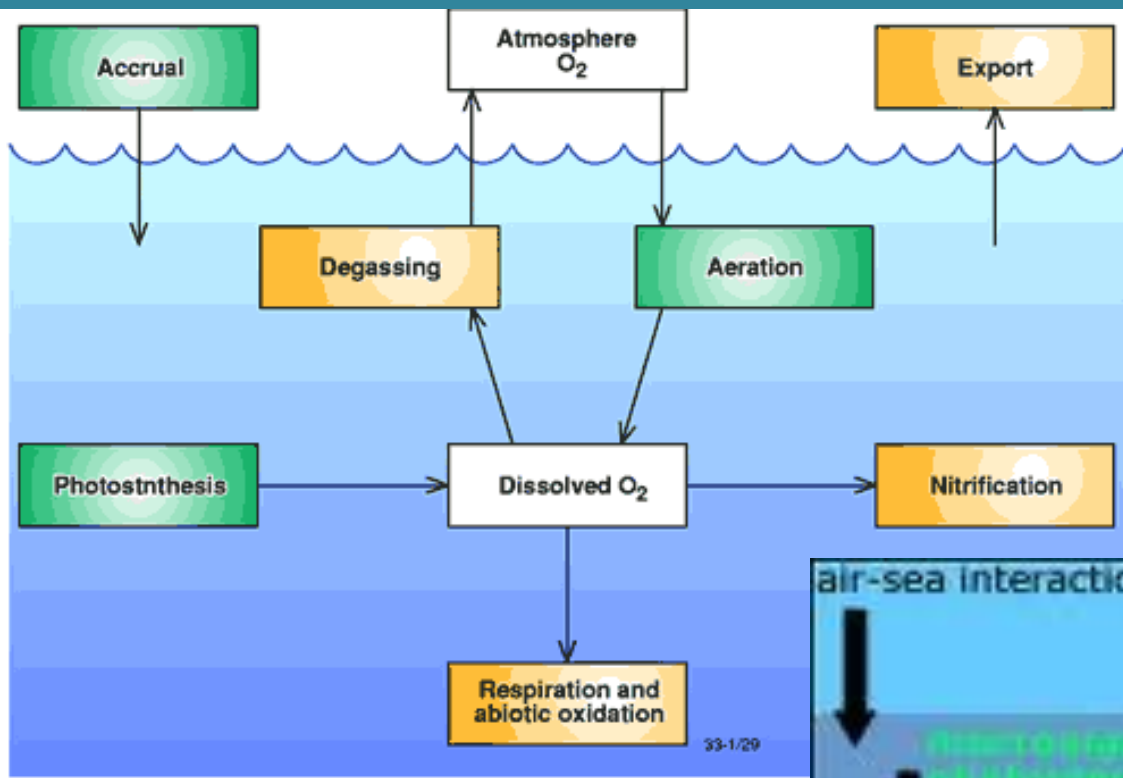 Accrual
Atmosphere
O₂
Export
Degassing
Aeration
Photostnthesis
Dissolved O₂
Nitrification
Respiration and
abiotic oxidation
33-1/29
air-sea interactio